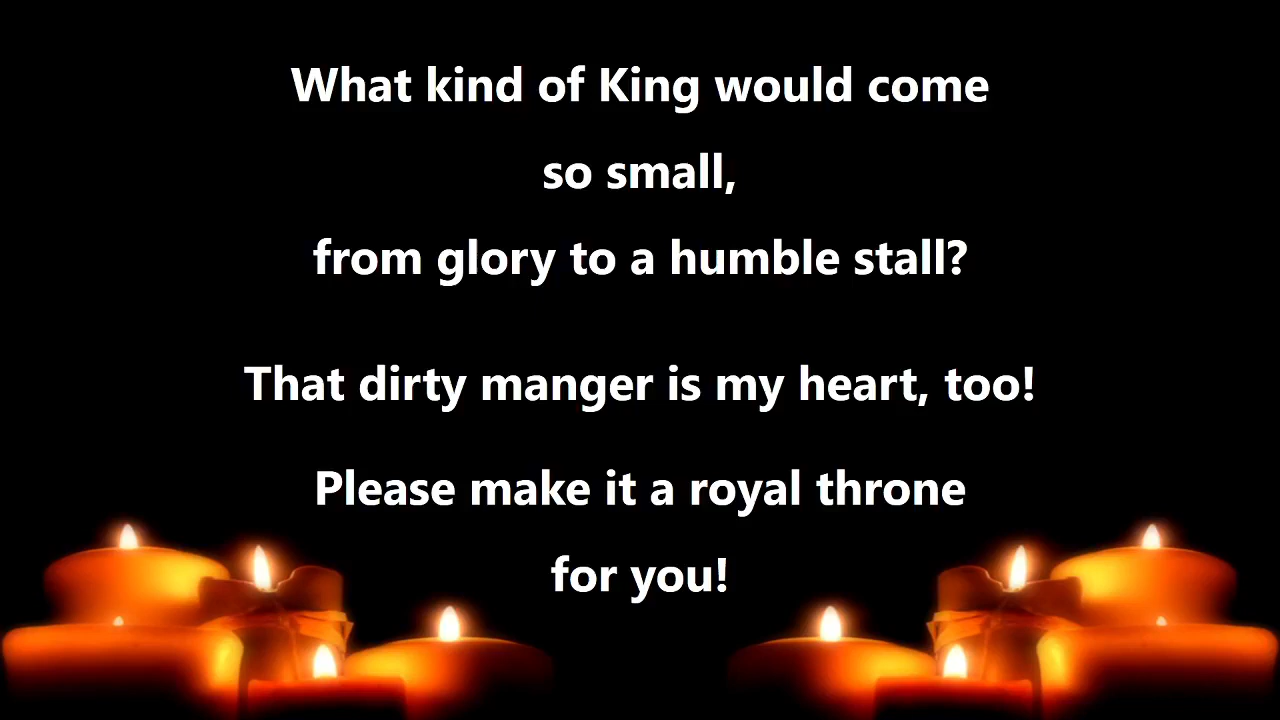 What kind of King would come
so small,
from glory to a humble stall?
That dirty manger is my heart, too!
Please make it a royal throne
for you!